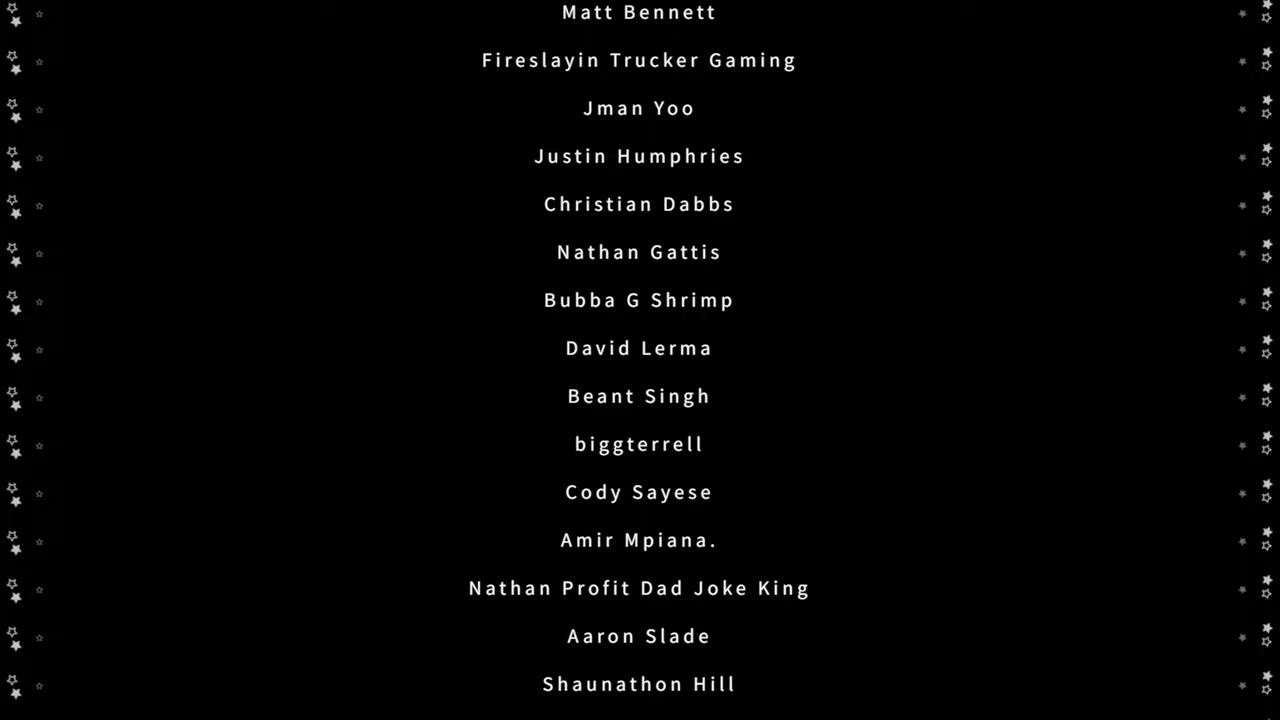 Matt Bennett
Fireslayin Trucker Gaming
Jman Yoo
Justin Humphries
Christian Dabbs
Nathan Gattis
Bubba G Shrimp
David Lerma
Beant Singh
biggterrell
Cody Sayese
Amir Mpiana.
Nathan Profit Dad Joke King
Aaron Slade
Shaunathon Hill